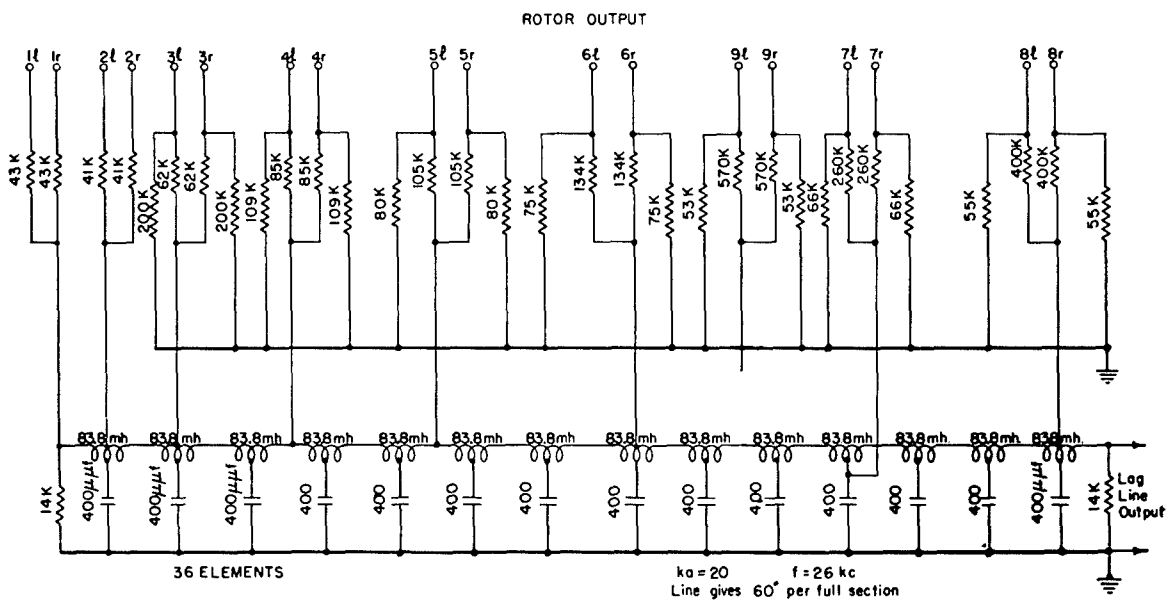 ROTOR OUTPUT
1ℓ 1r 2ℓ 2r 3ℓ 3r 4ℓ 4r 5ℓ 5r 6ℓ 6r 9ℓ 9r 7ℓ 7r 8ℓ 8r
43K 43K 41K 41K 200K 62K 62K 200K 109K 85K 85K 109K 80K 105K 105K 80K 75K 134K 134K 75K 53K 570K 570K 53K 66K 260K 260K 66K 55K 400K 400K 55K
83.8mh 83.8mh 83.8mh 83.8mh 83.8mh 83.8mh 83.8mh 83.8mh 83.8mh 83.8mh 83.8mh 83.8mh 83.8mh 83.8mh.
14K 400μμf 400μμf 400μμf 400 400 400 400 400 400 400 400 400 400 400μμf 14K
Lag
Line
Output
36 ELEMENTS
ka=20 f=26 kc
Line gives 60° per full section